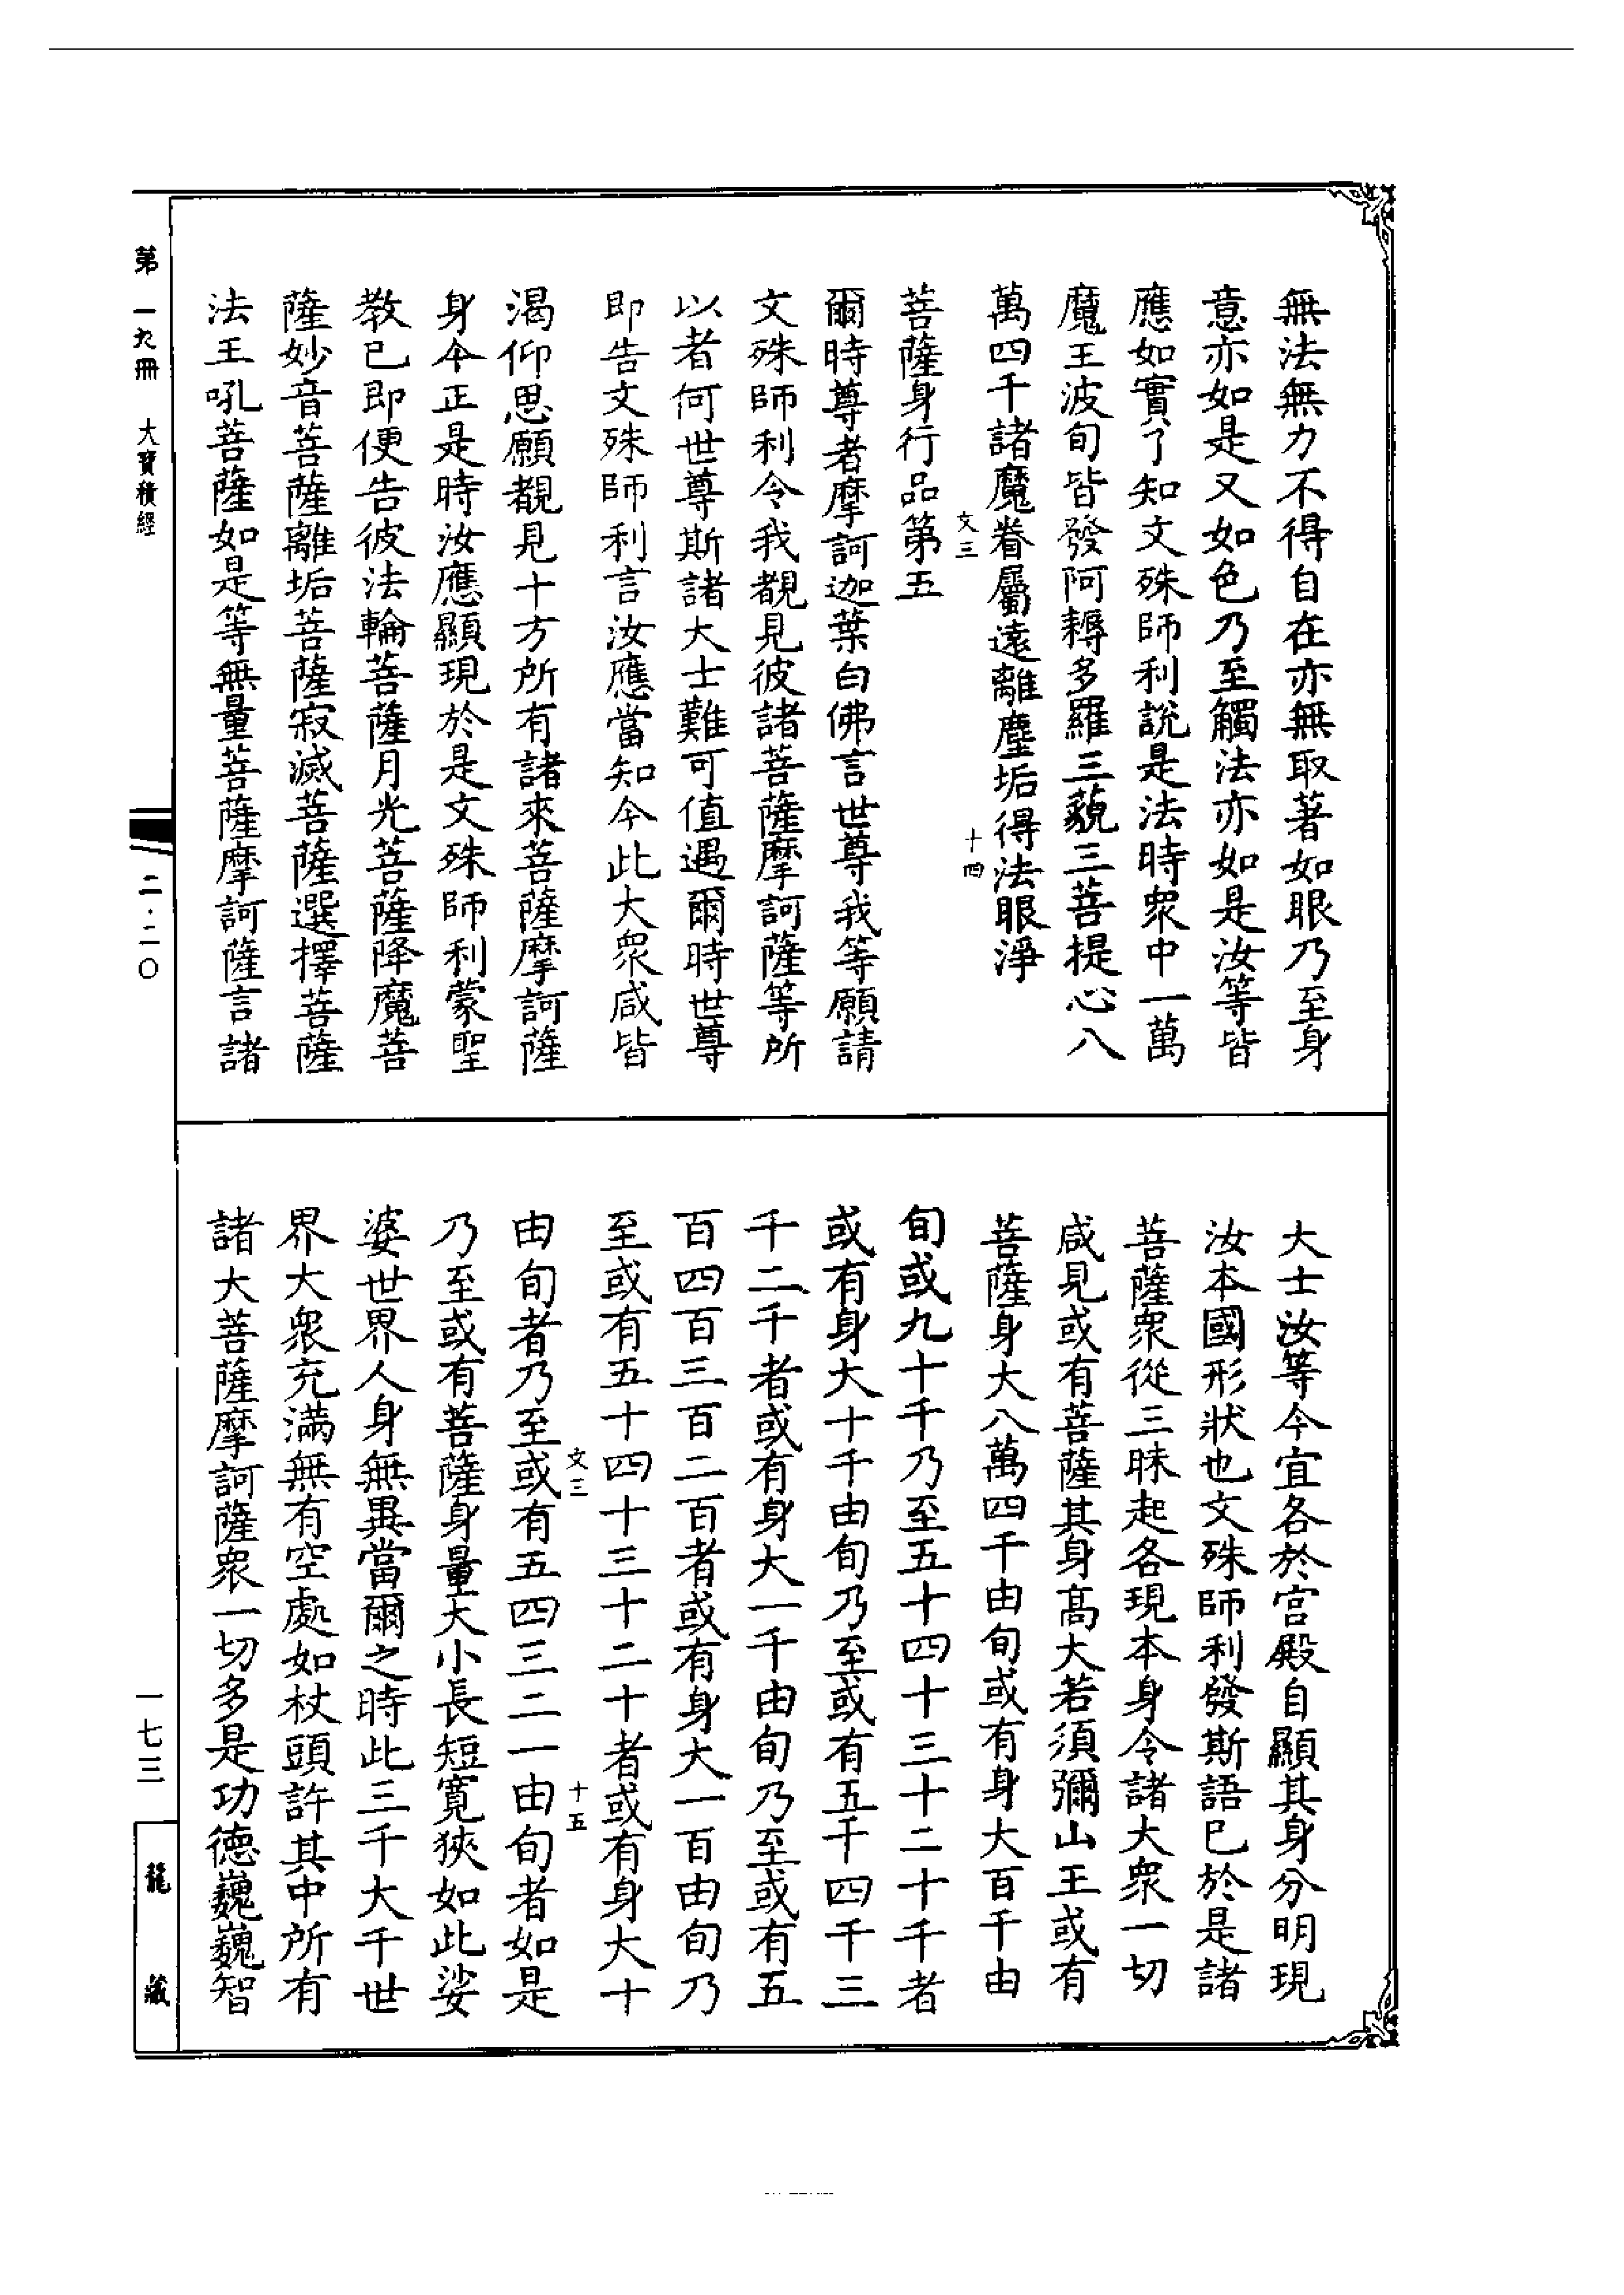 無法無力不得自在亦無取著如眼乃至身
意亦如是又如色乃至觸法亦如是汝等皆
應如實了知文殊師利說是法時眾中一萬
魔王波旬皆發阿耨多羅三藐三菩提心八
萬四千諸魔眷屬遠離塵垢得法眼淨
文三
十四
菩薩身行品第五
爾時尊者摩訶迦葉白佛言世尊我等願請
文殊師利令我覩見彼諸菩薩摩訶薩等所
以者何世尊斯諸大士難可值遇爾時世尊
即告文殊師利言汝應當知今此大眾咸皆
渴仰思願覩見十方所有諸來菩薩摩訶薩
身今正是時汝應顯現於是文殊師利蒙聖
教已即便告彼法輪菩薩月光菩薩降魔菩
薩妙音菩薩離垢菩薩寂滅菩薩選擇菩薩
法王吼菩薩如是等無量菩薩摩訶薩言諸
大士汝等今宜各於宮殿自顯其身分明現
汝本國形狀也文殊師利發斯語已於是諸
菩薩眾從三昧起各現本身令諸大眾一切
咸見或有菩薩其身高大若須彌山王或有
菩薩身大八萬四千由旬或有身大百千由
旬或九十千乃至五十四十三十二十千者
或有身大十千由旬乃至或有五千四千三
千二千者或有身大一千由旬乃至或有五
百四百三百二百者或有身大一百由旬乃
至或有五十四十三十二十者或有身大十
文三
十五
由旬者乃至或有五四三二一由旬者如是
乃至或有菩薩身量大小長短寬狹如此娑
婆世界人身無異當爾之時此三千大千世
界大眾充滿無有空處如杖頭許其中所有
諸大菩薩摩訶薩眾一切多是功德巍巍智
第一九冊
大寶積經
二·二〇
一七三
龍藏